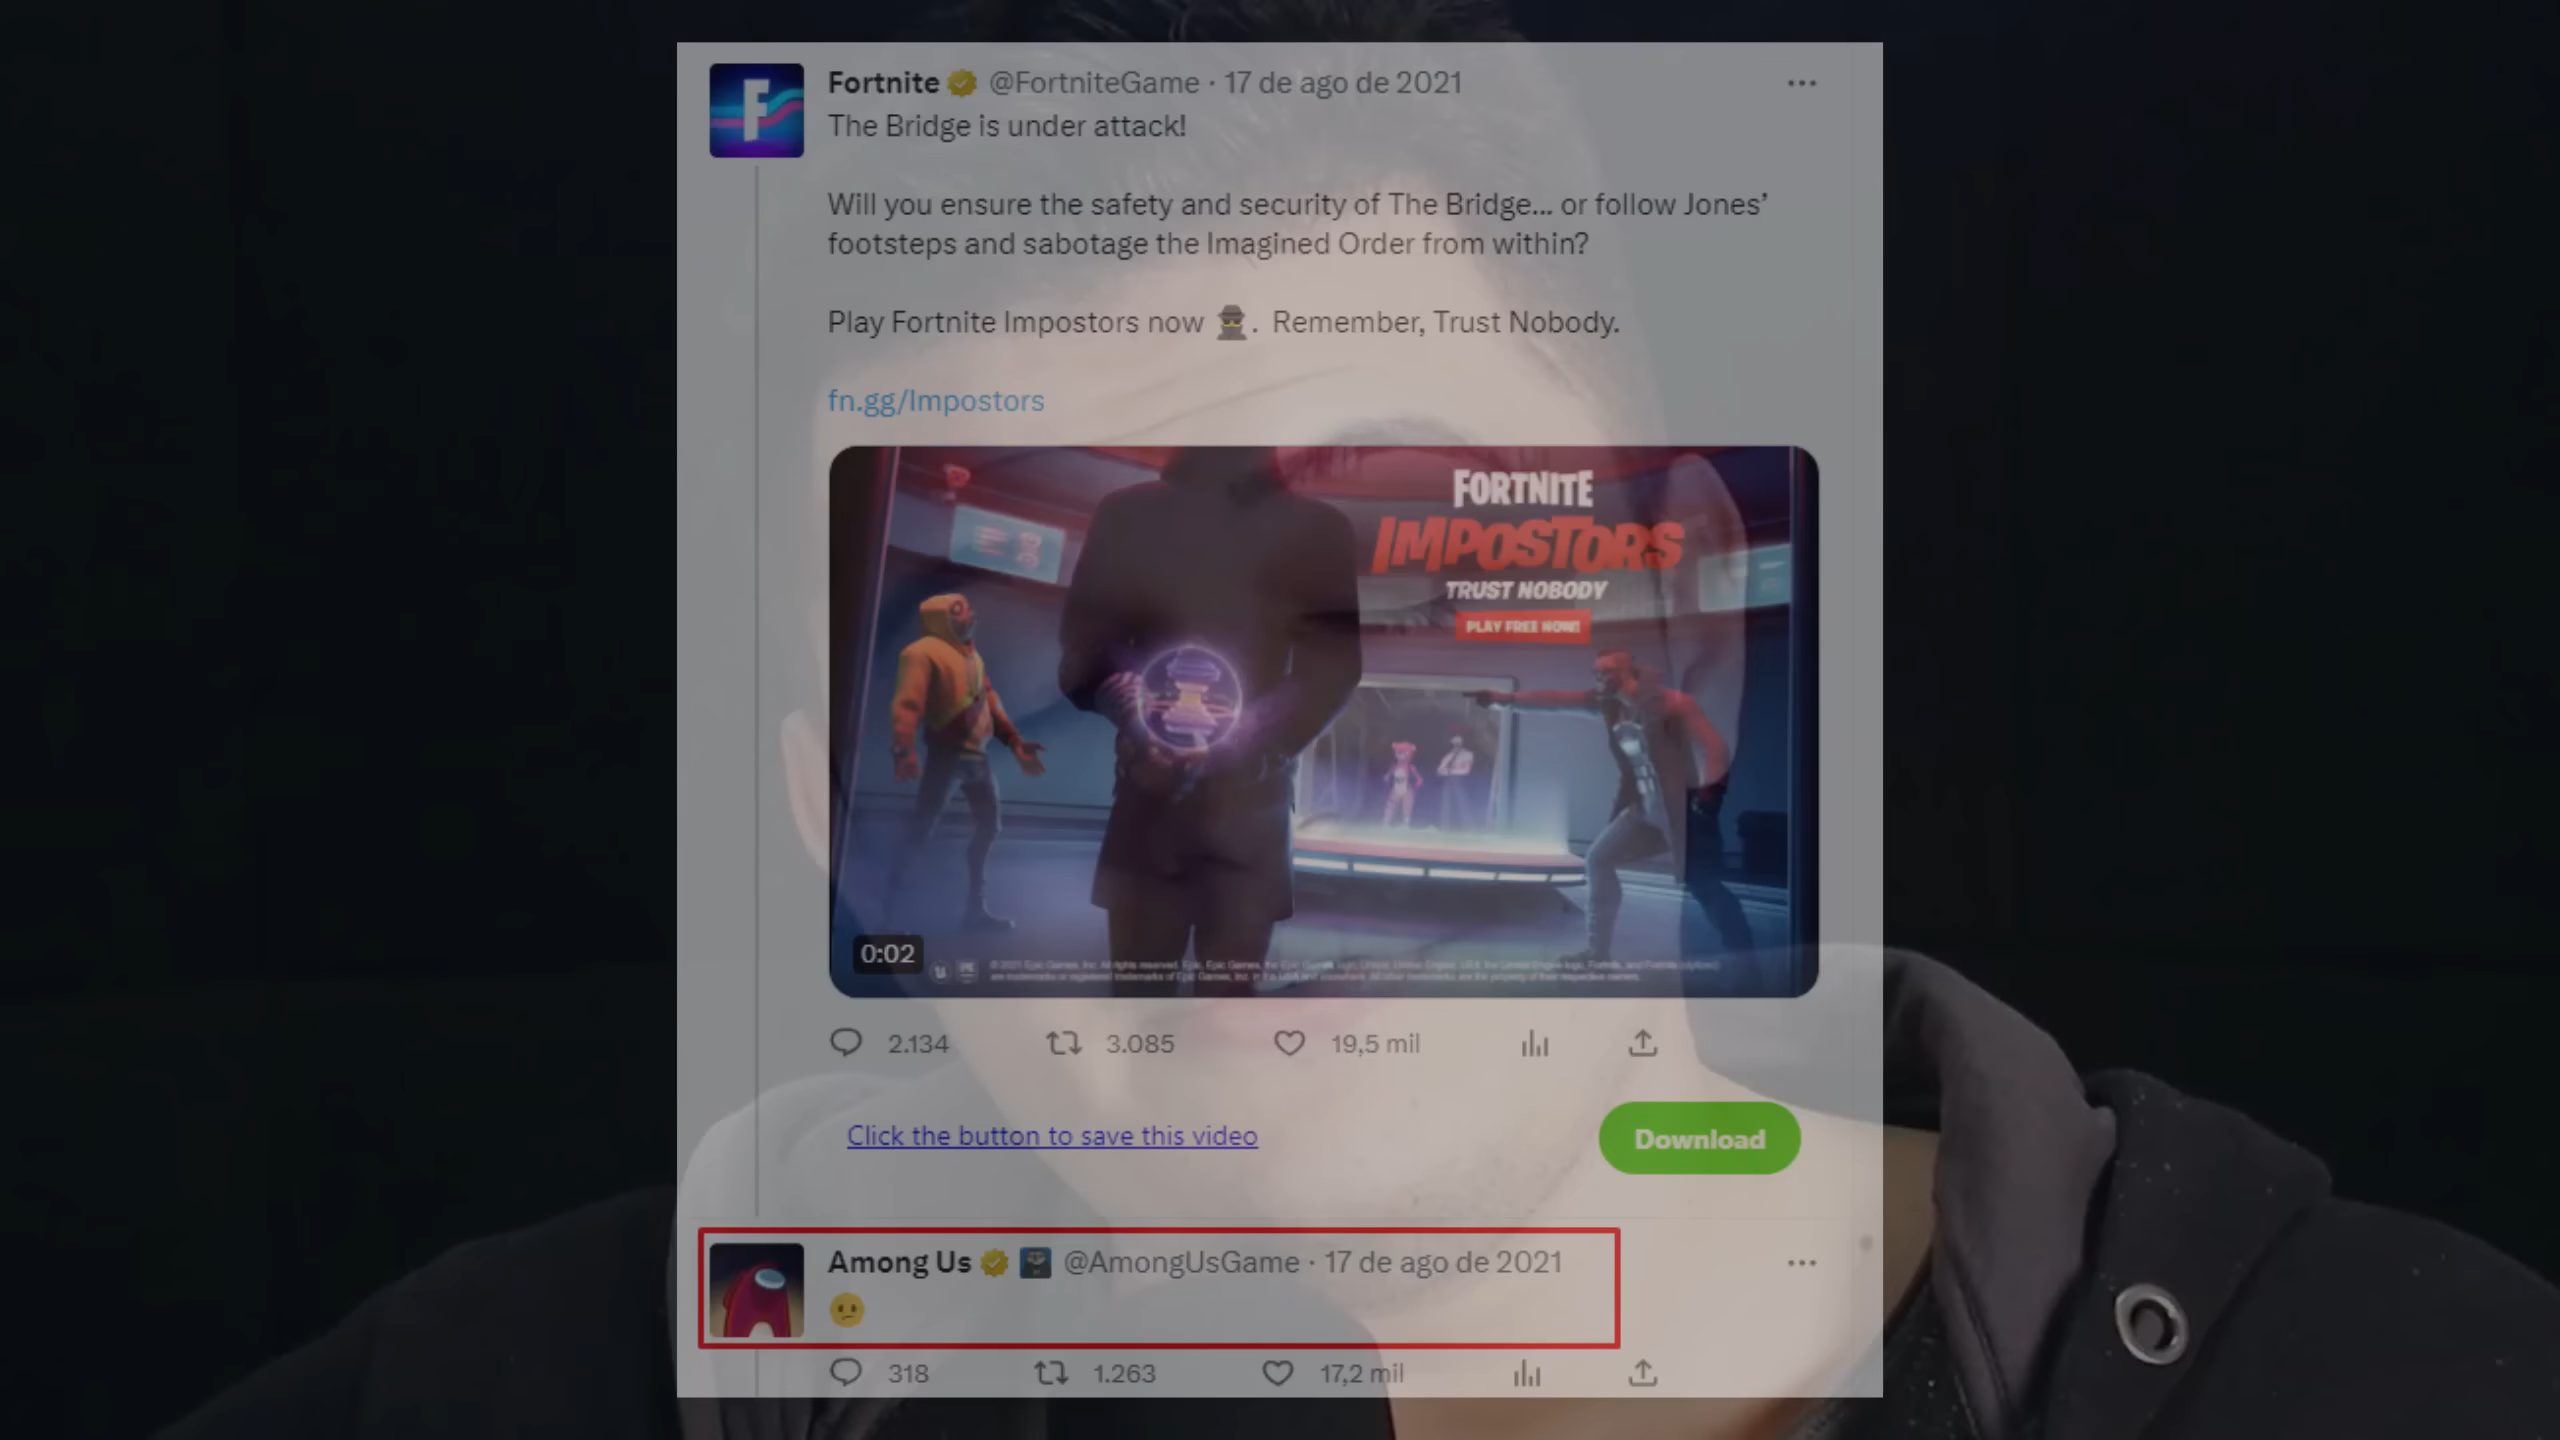 Fortnite @FortniteGame · 17 de ago de 2021
The Bridge is under attack!
Will you ensure the safety and security of The Bridge... or follow Jones’
footsteps and sabotage the Imagined Order from within?
Play Fortnite Impostors now 🕵. Remember, Trust Nobody.
fn.gg/Impostors
FORTNITE
IMPOSTORS
TRUST NOBODY
PLAY FREE NOW!
0:02
2.134 3.085 19,5 mil
Click the button to save this video
Download
Among Us @AmongUsGame · 17 de ago de 2021
😕
318 1.263 17,2 mil